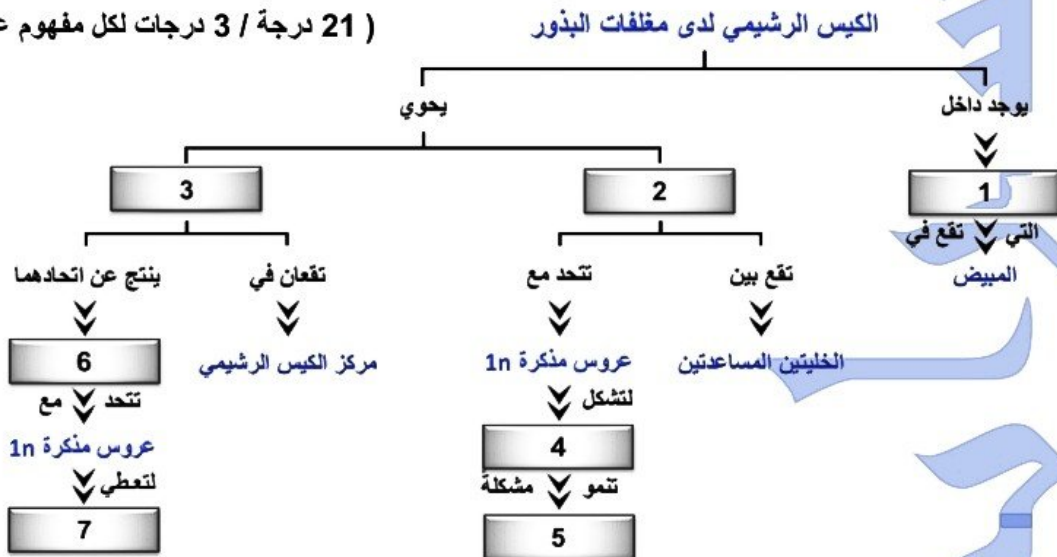 الكيس الرشيمي لدى مغلفات البذور
( 21 درجة / 3 درجات لكل مفهوم
يوجد داخل
يحوي
1
2
3
التي تقع في
المبيض
تقع بين
تتحد مع
تقعان في
ينتج عن اتحادهما
الخليتين المساعدتين
عروس مذكرة 1n
مركز الكيس الرشيمي
6
لتشكل
تتحد مع
4
عروس مذكرة 1n
تنمو مشكلة
لتعطي
5
7